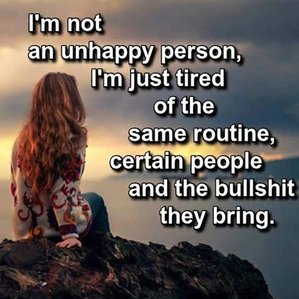 I'm not
an unhappy person,
I'm just tired
of the
same routine,
certain people
and the bullshit
they bring.